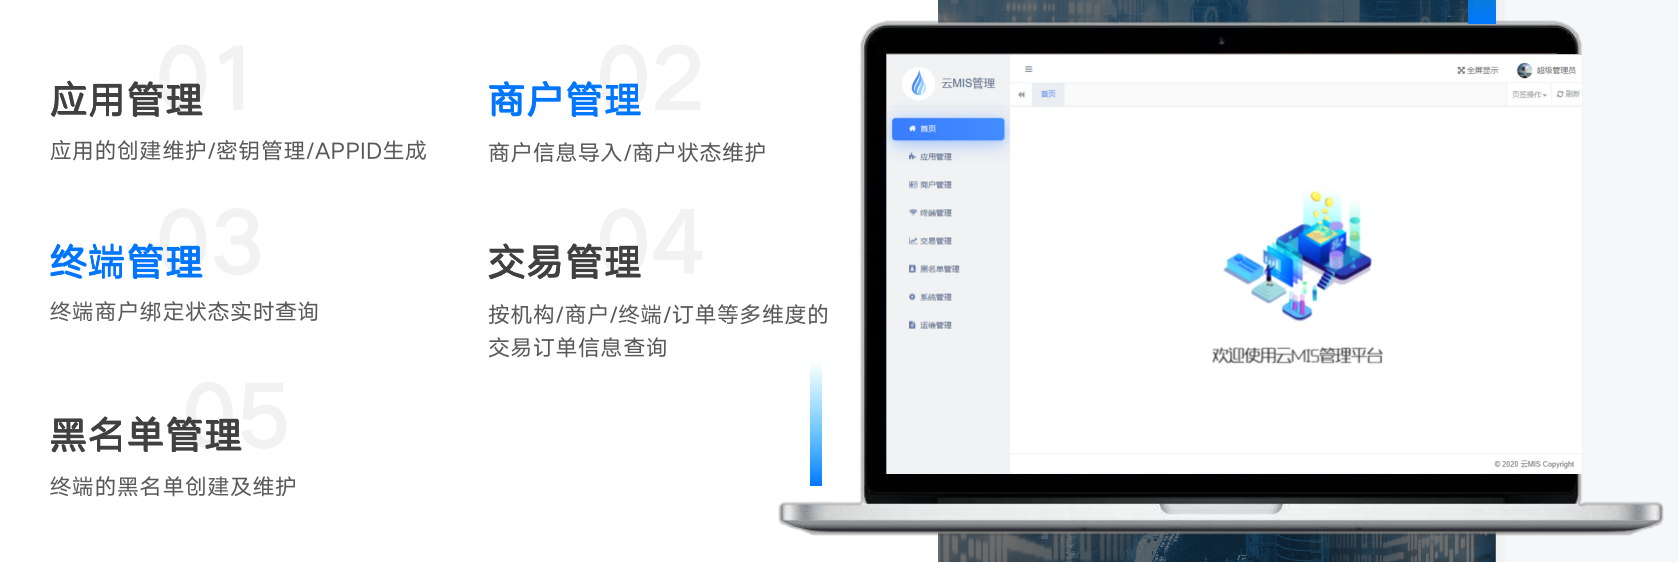 01
应用管理
应用的创建维护/密钥管理/APPID生成
02
商户管理
商户信息导入/商户状态维护
03
终端管理
终端商户绑定状态实时查询
04
交易管理
按机构/商户/终端/订单等多维度的
交易订单信息查询
05
黑名单管理
终端的黑名单创建及维护
云MIS管理
全屏显示
超级管理员
首页
页签操作
刷新
首页
应用管理
商户管理
终端管理
交易管理
黑名单管理
系统管理
运维管理
欢迎使用云MIS管理平台
© 2020 云MIS Copyright